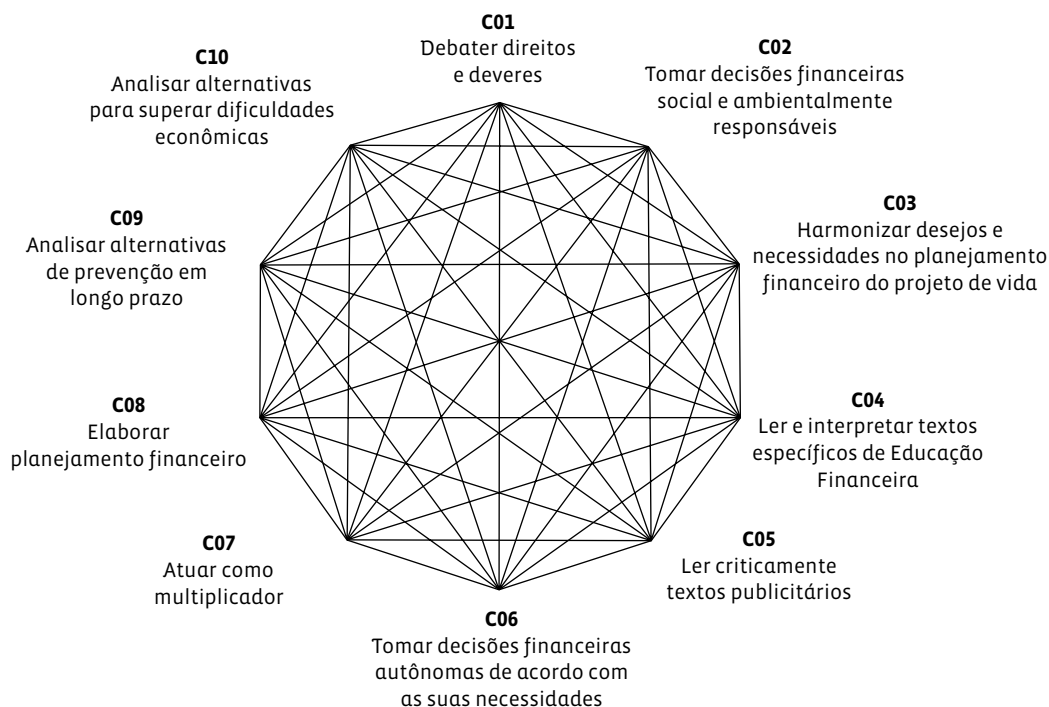 C01
Debater direitos
e deveres
C02
Tomar decisões financeiras
social e ambientalmente
responsáveis
C03
Harmonizar desejos e
necessidades no planejamento
financeiro do projeto de vida
C04
Ler e interpretar textos
específicos de Educação
Financeira
C05
Ler criticamente
textos publicitários
C06
Tomar decisões financeiras
autônomas de acordo com
as suas necessidades
C07
Atuar como
multiplicador
C08
Elaborar
planejamento financeiro
C09
Analisar alternativas
de prevenção em
longo prazo
C10
Analisar alternativas
para superar dificuldades
econômicas